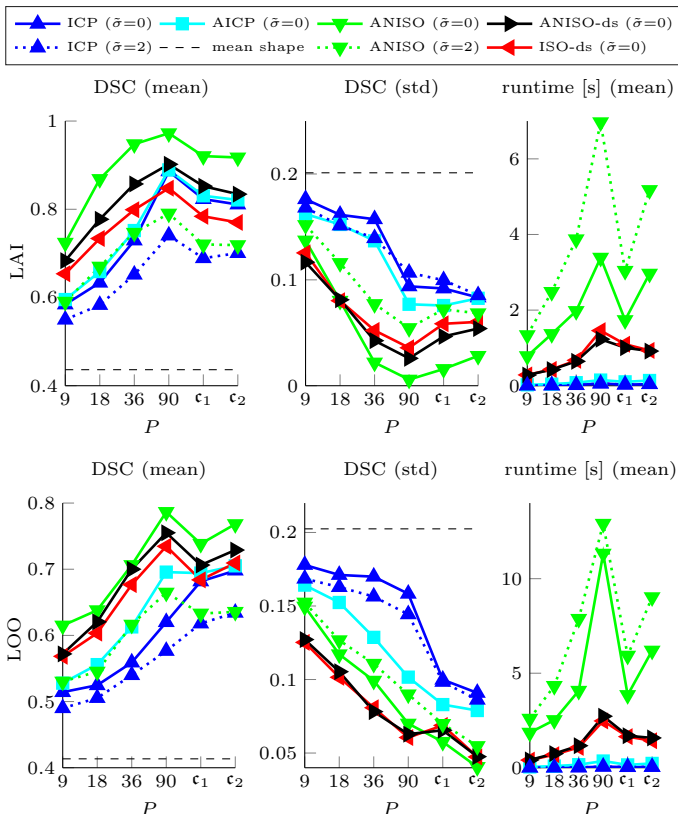 ICP (σ̃=0) AICP (σ̃=0) ANISO (σ̃=0) ANISO-ds (σ̃=0)
ICP (σ̃=2) mean shape ANISO (σ̃=2) ISO-ds (σ̃=0)
DSC (mean) DSC (std) runtime [s] (mean)
1
0.8
0.6
0.4
LAI
9 18 36 90 𝔠₁ 𝔠₂
P
0.2
0.1
0
9 18 36 90 𝔠₁ 𝔠₂
P
6
4
2
0
9 18 36 90 𝔠₁ 𝔠₂
P
DSC (mean) DSC (std) runtime [s] (mean)
0.8
0.7
0.6
0.5
0.4
LOO
9 18 36 90 𝔠₁ 𝔠₂
P
0.2
0.15
0.1
0.05
9 18 36 90 𝔠₁ 𝔠₂
P
10
5
0
9 18 36 90 𝔠₁ 𝔠₂
P